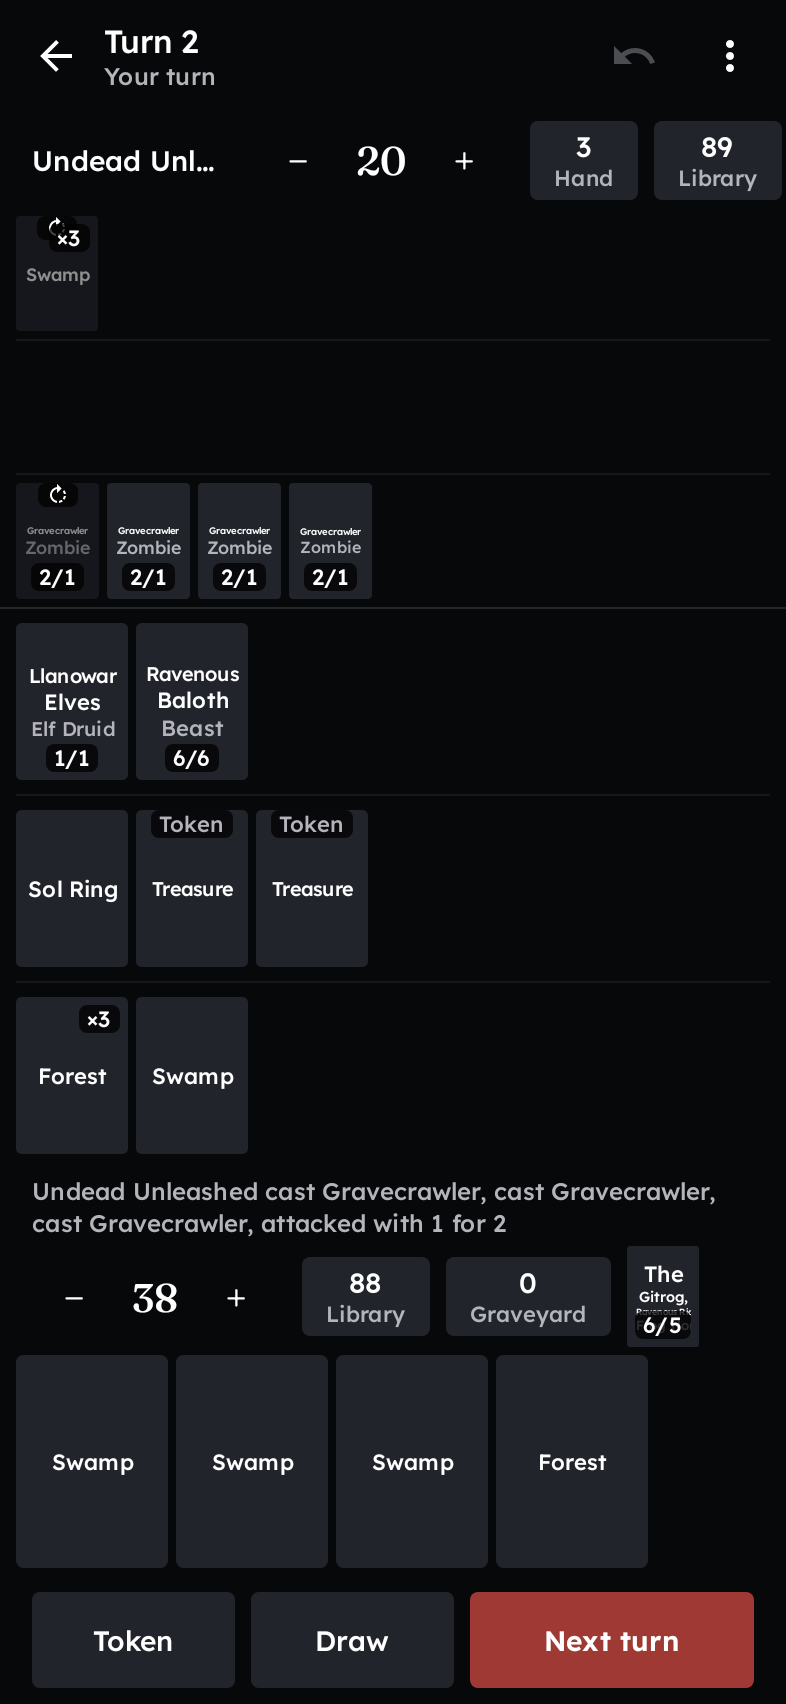 Turn 2
Your turn
Undead Unl...
20
3
Hand
89
Library
×3
Swamp
Gravecrawler
Zombie
2/1
Gravecrawler
Zombie
2/1
Gravecrawler
Zombie
2/1
Gravecrawler
Zombie
2/1
Llanowar
Elves
Elf Druid
1/1
Ravenous
Baloth
Beast
6/6
Sol Ring
Token
Treasure
Token
Treasure
×3
Forest
Swamp
Undead Unleashed cast Gravecrawler, cast Gravecrawler,
cast Gravecrawler, attacked with 1 for 2
38
88
Library
0
Graveyard
The
Gitrog,
6/5
Swamp
Swamp
Swamp
Forest
Token
Draw
Next turn